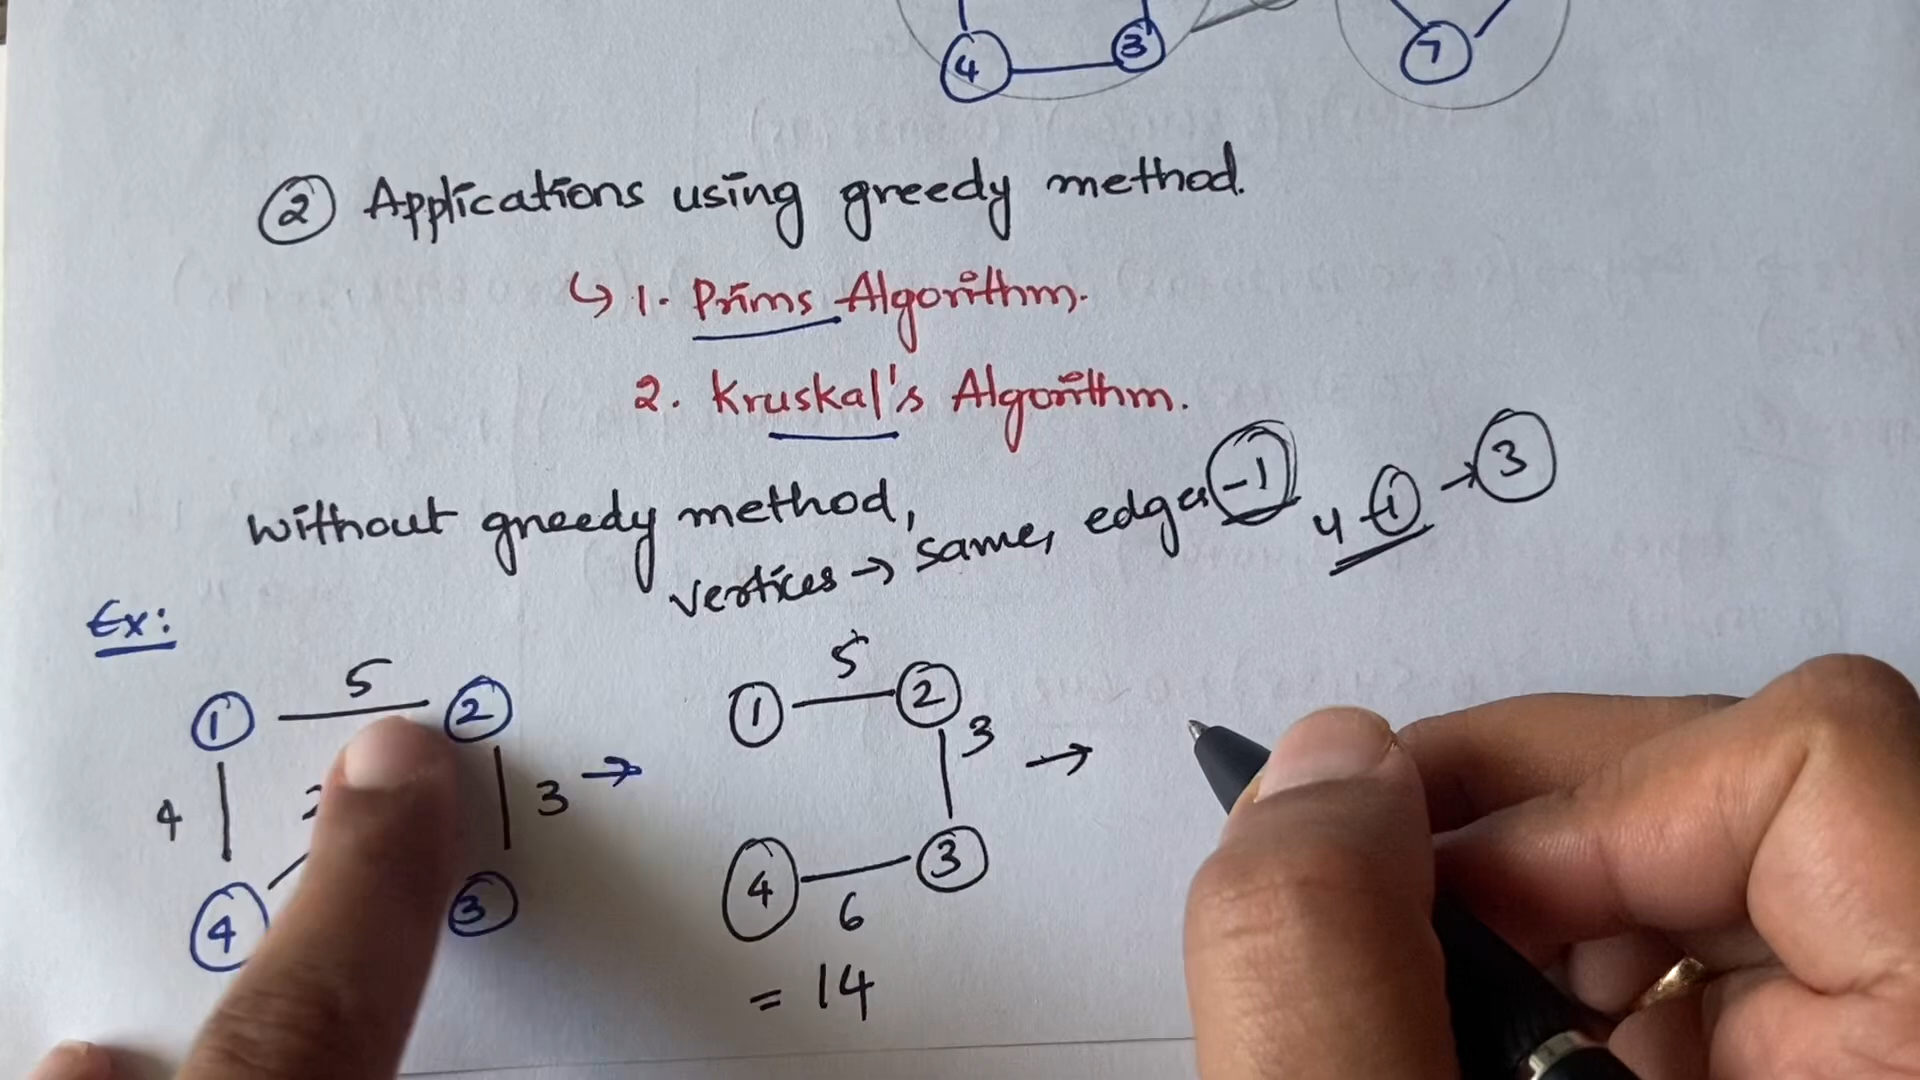 4 3 7
② Applications using greedy method.
↳ 1. Prims Algorithm.
2. Kruskal's Algorithm.
without greedy method,
vertices → same, edges -1 4-1 → 3
Ex:
1 5 2 4 3 4 3 →
1 5 2 3 4 6 3 →
= 14